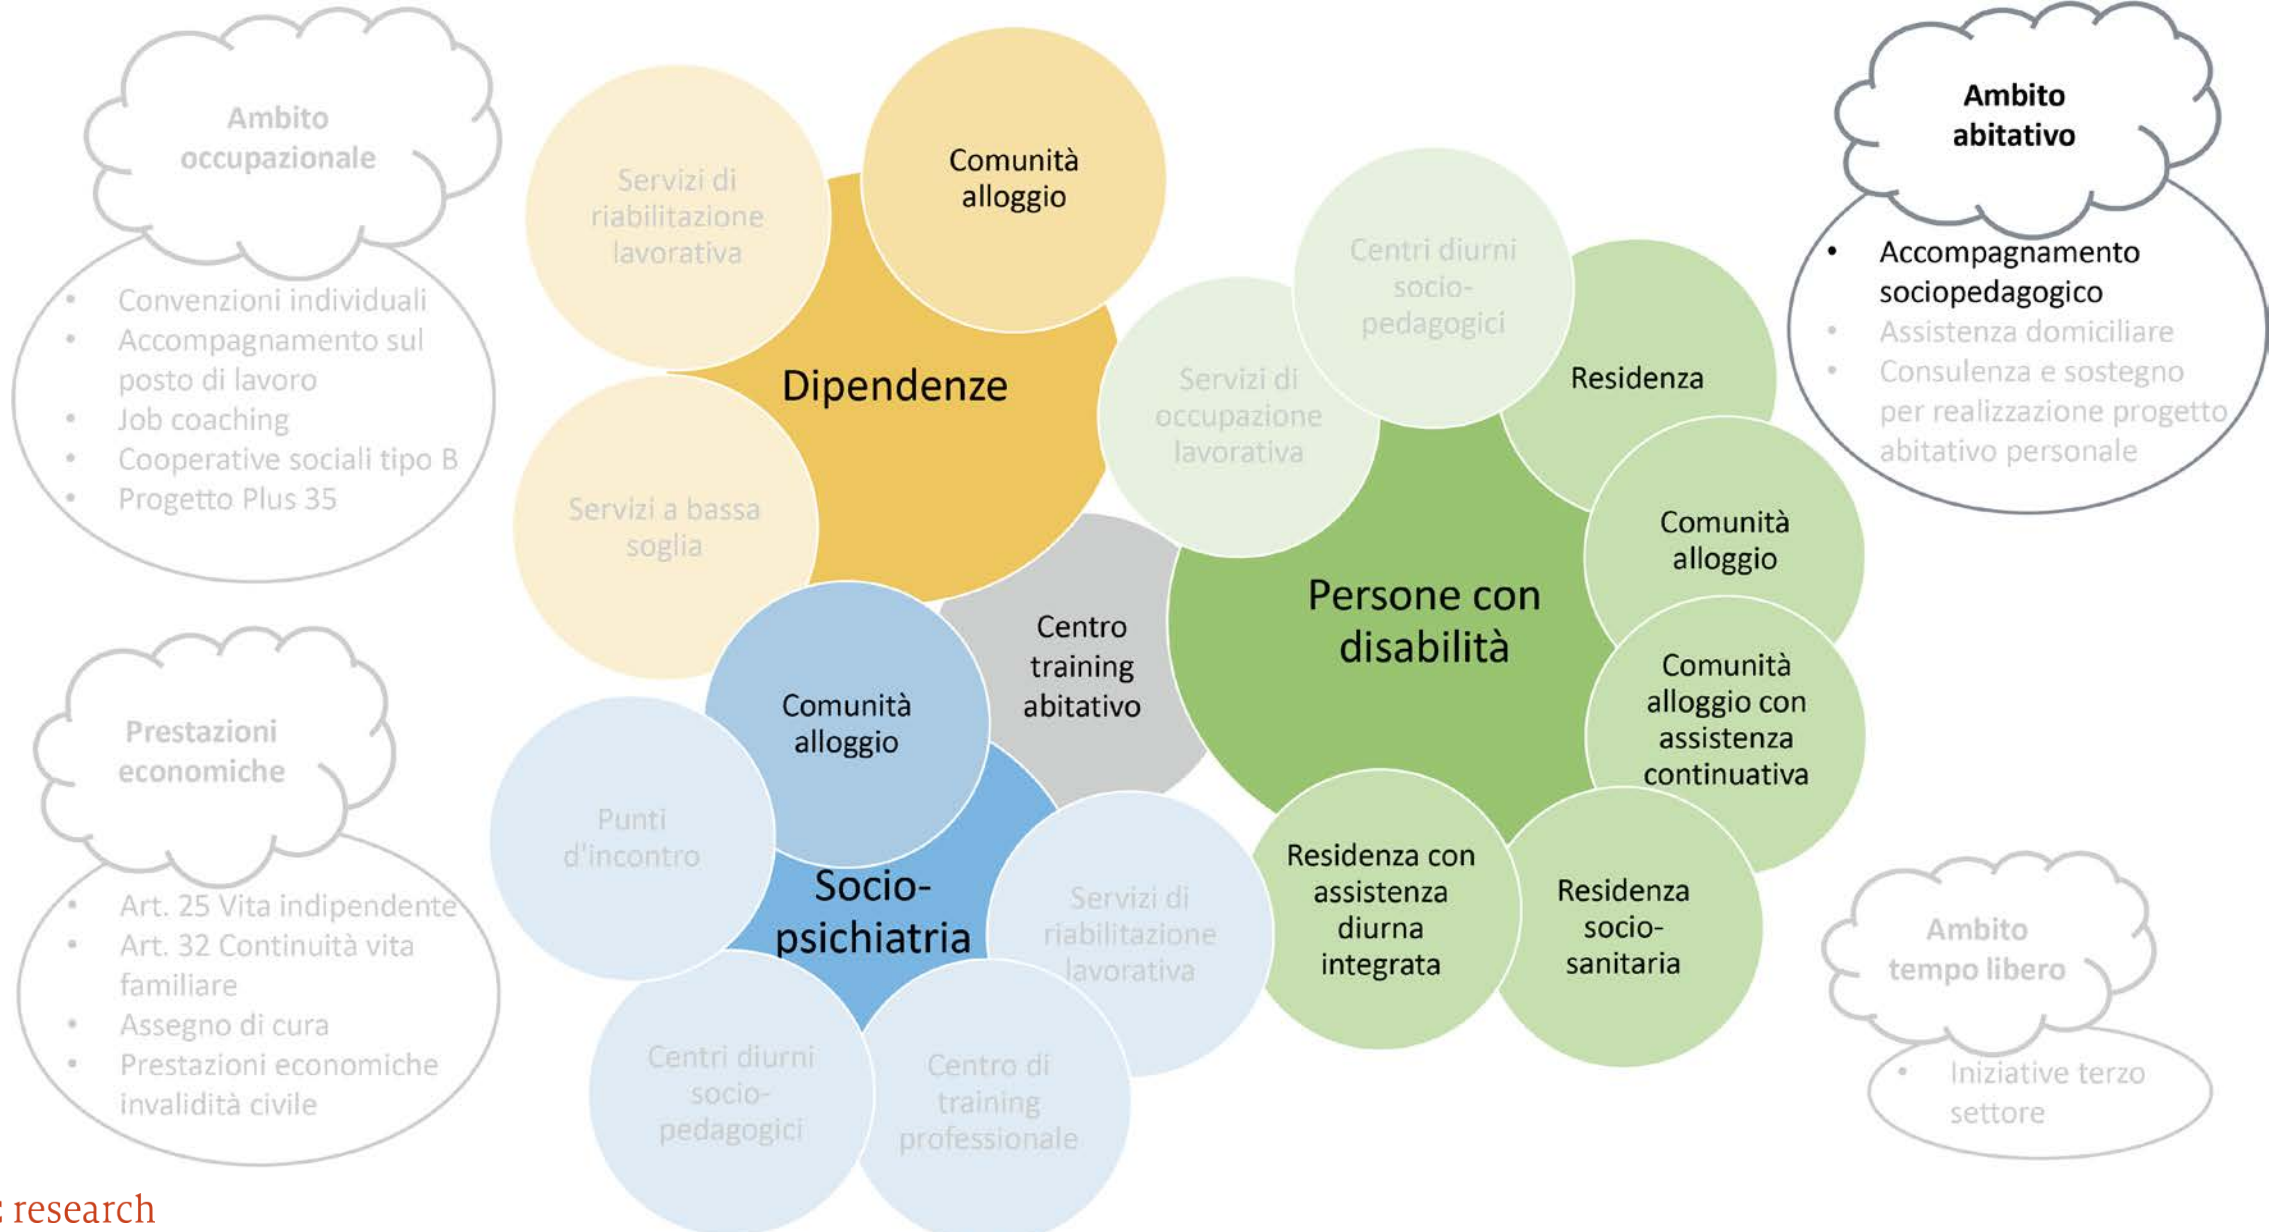 Ambito
occupazionale
• Convenzioni individuali
• Accompagnamento sul
posto di lavoro
• Job coaching
• Cooperative sociali tipo B
• Progetto Plus 35
Prestazioni
economiche
• Art. 25 Vita indipendente
• Art. 32 Continuità vita
familiare
• Assegno di cura
• Prestazioni economiche
invalidità civile
Servizi di
riabilitazione
lavorativa
Comunità
alloggio
Dipendenze
Servizi a bassa
soglia
Comunità
alloggio
Centro
training
abitativo
Punti
d'incontro
Socio-
psichiatria
Servizi di
riabilitazione
lavorativa
Centri diurni
socio-
pedagogici
Centro di
training
professionale
Centri diurni
socio-
pedagogici
Servizi di
occupazione
lavorativa
Residenza
Persone con
disabilità
Comunità
alloggio
Comunità
alloggio con
assistenza
continuativa
Residenza con
assistenza
diurna
integrata
Residenza
socio-
sanitaria
Ambito
abitativo
• Accompagnamento
sociopedagogico
• Assistenza domiciliare
• Consulenza e sostegno
per realizzazione progetto
abitativo personale
Ambito
tempo libero
• Iniziative terzo
settore
research